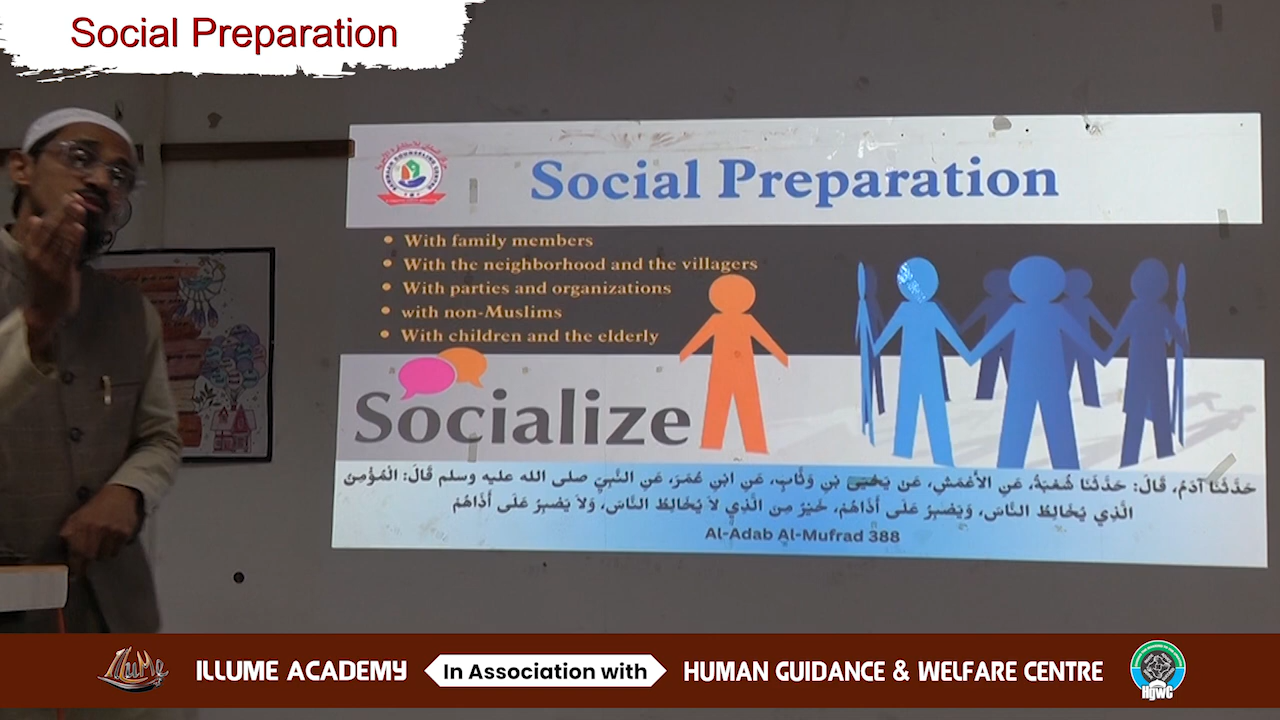 Social Preparation
Social Preparation
With family members
With the neighborhood and the villagers
With parties and organizations
with non-Muslims
With children and the elderly
Socialize
حَدَّثَنَا آدَمُ، قَالَ: حَدَّثَنَا شُعْبَةُ، عَنِ الأَعْمَشِ، عَن يَحْيَى بْنِ وَثَّابٍ، عَنِ ابْنِ عُمَرَ، عَنِ النَّبِيِّ صلى الله عليه وسلم قَالَ: الْمُؤْمِنُ
الَّذِي يُخَالِطُ النَّاسَ، وَيَصْبِرُ عَلَى أَذَاهُمْ، خَيْرٌ مِنَ الَّذِي لاَ يُخَالِطُ النَّاسَ، وَلاَ يَصْبِرُ عَلَى أَذَاهُمْ
Al-Adab Al-Mufrad 388
IlluMe ILLUME ACADEMY In Association with HUMAN GUIDANCE & WELFARE CENTRE
HGWC